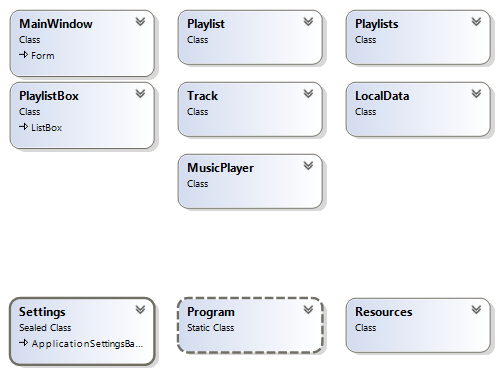 MainWindow
Class
Form
Playlist
Class
Playlists
Class
PlaylistBox
Class
ListBox
Track
Class
LocalData
Class
MusicPlayer
Class
Settings
Sealed Class
ApplicationSettingsBa...
Program
Static Class
Resources
Class